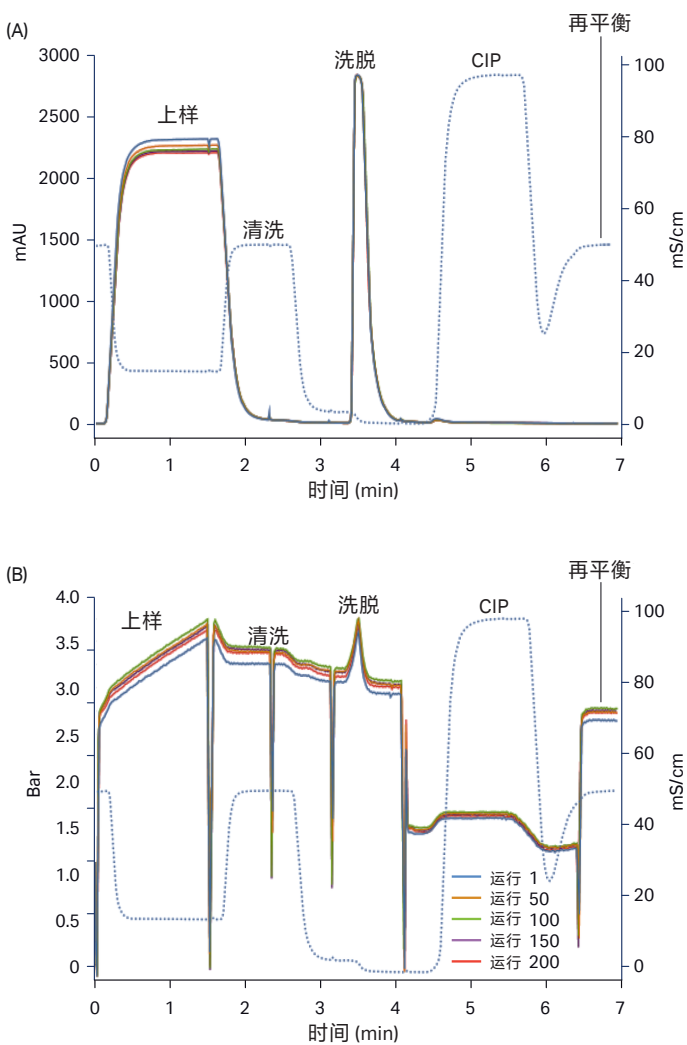 (A)
再平衡
洗脱
CIP
上样
清洗
3000
2500
2000
1500
1000
500
0
mAU
100
80
60
40
20
0
mS/cm
0 1 2 3 4 5 6 7
时间 (min)
(B)
再平衡
洗脱
CIP
上样
清洗
4.0
3.5
3.0
2.5
2.0
1.5
1.0
0.5
0
Bar
100
80
60
40
20
0
mS/cm
运行 1
运行 50
运行 100
运行 150
运行 200
0 1 2 3 4 5 6 7
时间 (min)